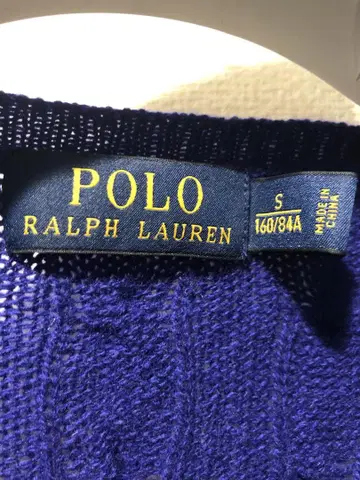 POLO
RALPH LAUREN
S
160/84A
MADE IN
CHINA